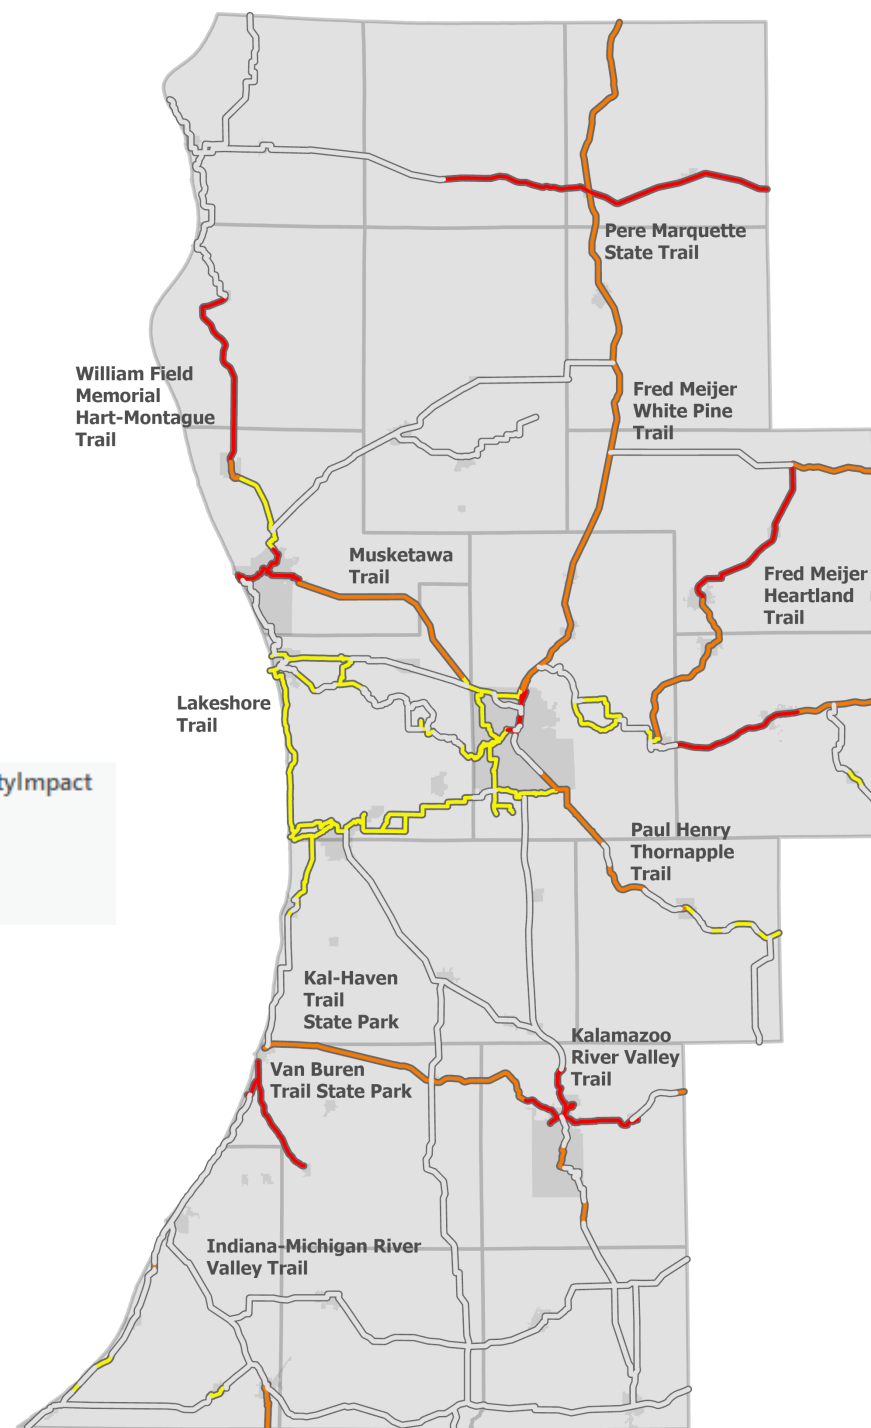 Pere Marquette
State Trail
William Field
Memorial
Hart-Montague
Trail
Fred Meijer
White Pine
Trail
Musketawa
Trail
Fred Meijer
Heartland
Trail
Lakeshore
Trail
tyImpact
Paul Henry
Thornapple
Trail
Kal-Haven
Trail
State Park
Kalamazoo
River Valley
Trail
Van Buren
Trail State Park
Indiana-Michigan River
Valley Trail